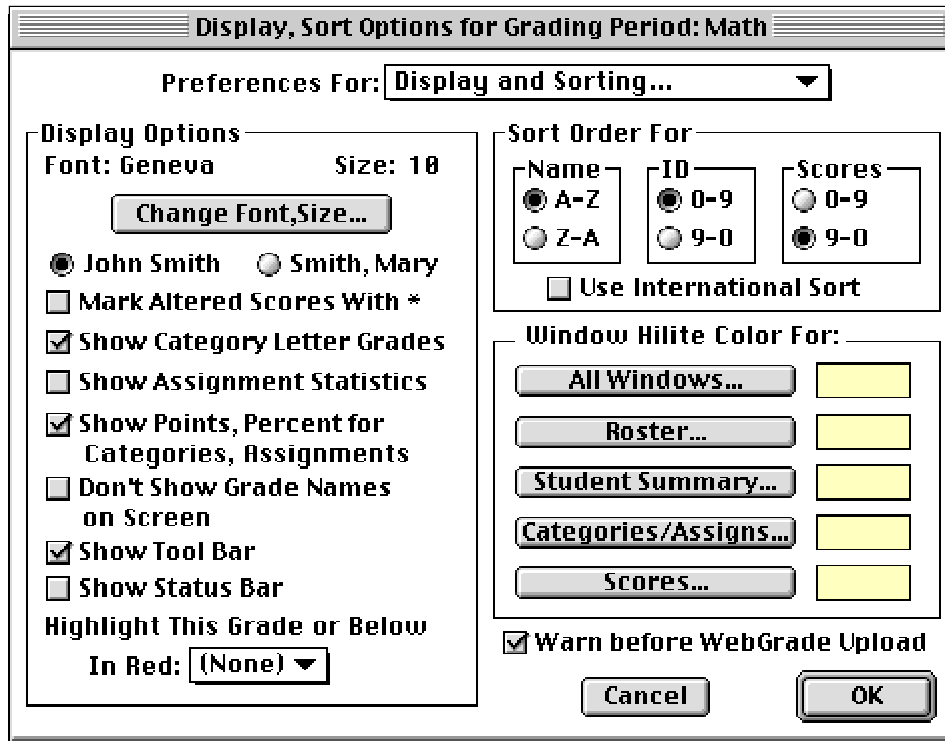 Display, Sort Options for Grading Period: Math
Preferences For: Display and Sorting...
Display Options
Font: Geneva Size: 10
Change Font,Size...
John Smith Smith, Mary
Mark Altered Scores With *
Show Category Letter Grades
Show Assignment Statistics
Show Points, Percent for
Categories, Assignments
Don't Show Grade Names
on Screen
Show Tool Bar
Show Status Bar
Highlight This Grade or Below
In Red: (None)
Sort Order For
Name ID Scores
A-Z 0-9 0-9
Z-A 9-0 9-0
Use International Sort
Window Hilite Color For:
All Windows...
Roster...
Student Summary...
Categories/Assigns...
Scores...
Warn before WebGrade Upload
Cancel OK